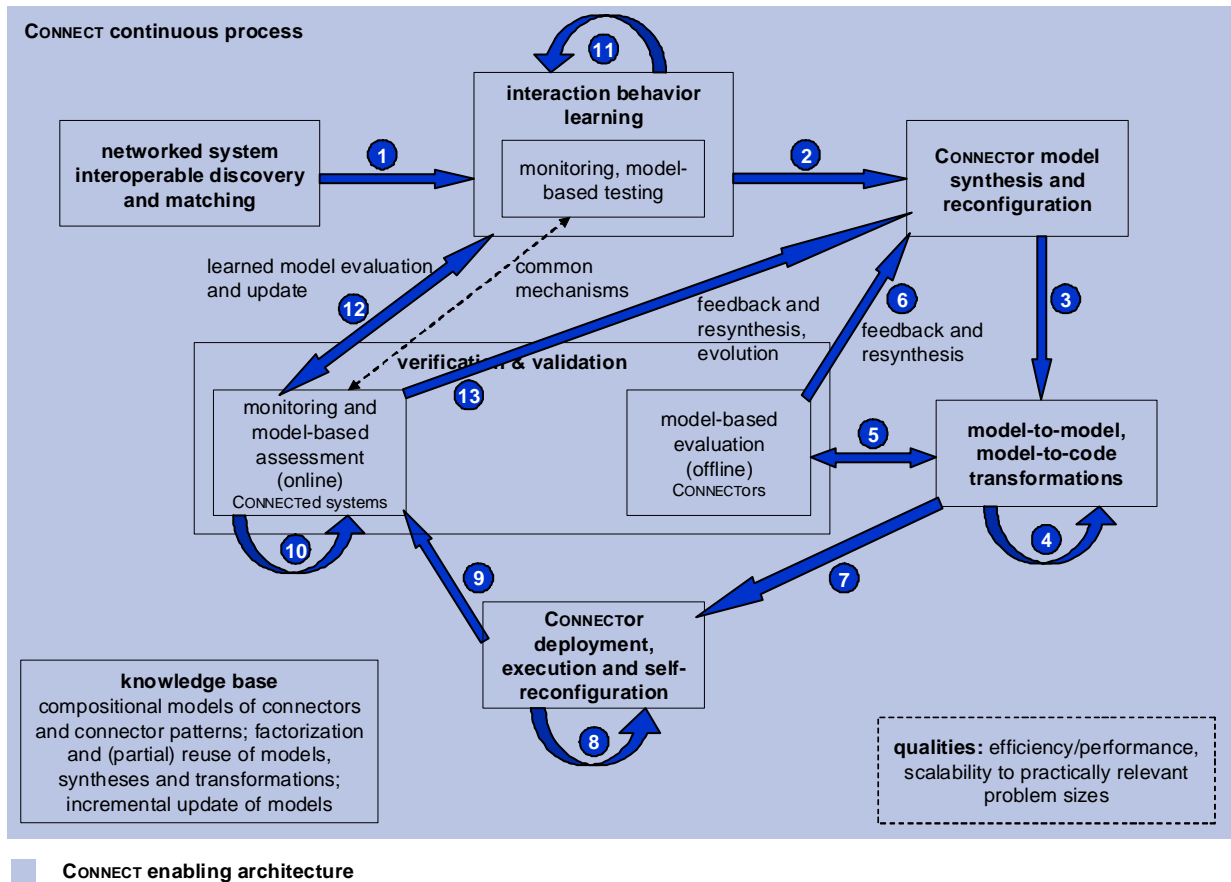 CONNECT continuous process
11
interaction behavior
learning
networked system
interoperable discovery
and matching
1
monitoring, model-
based testing
2
CONNECTor model
synthesis and
reconfiguration
learned model evaluation
and update
12
common
mechanisms
6
3
feedback and
resynthesis,
evolution
feedback and
resynthesis
verification & validation
13
monitoring and
model-based
assessment
(online)
CONNECTed systems
model-based
evaluation
(offline)
CONNECTors
5
model-to-model,
model-to-code
transformations
10
4
9
7
CONNECTor
deployment,
execution and self-
reconfiguration
8
knowledge base
compositional models of connectors
and connector patterns; factorization
and (partial) reuse of models,
syntheses and transformations;
incremental update of models
qualities: efficiency/performance,
scalability to practically relevant
problem sizes
CONNECT enabling architecture